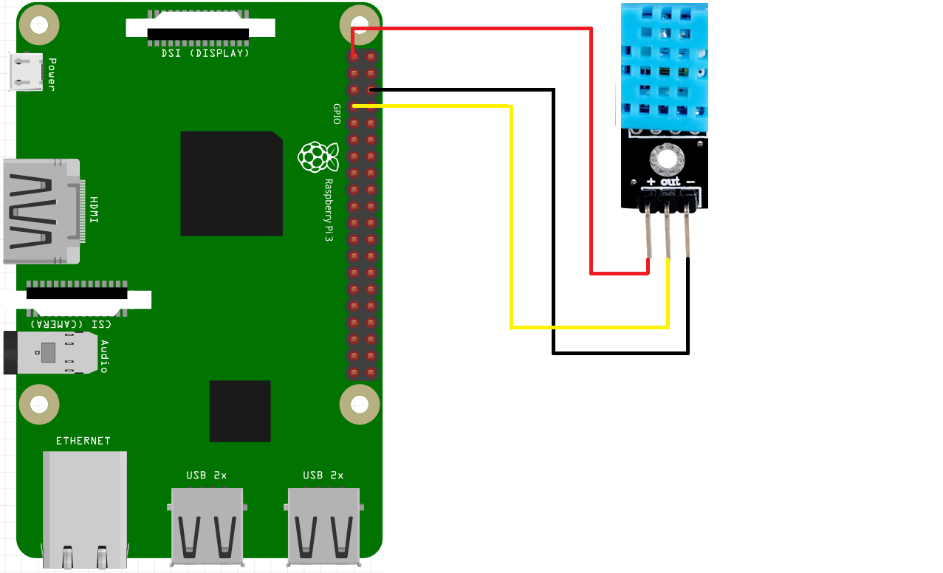 DSI (DISPLAY)
Power
GPIO
Raspberry Pi 3
HDMI
CSI (CAMERA)
Audio
ETHERNET
USB 2x
USB 2x
+ out -